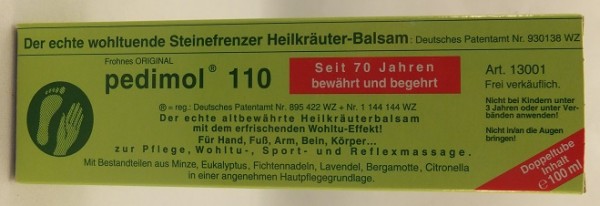 Der echte wohltuende Steinefrenzer Heilkräuter-Balsam: Deutsches Patentamt Nr. 930138 WZ
Frohnes ORIGINAL
pedimol® 110
Seit 70 Jahren
bewährt und begehrt
Art. 13001
Frei verkäuflich.
® = reg.: Deutsches Patentamt Nr. 895 422 WZ + Nr. 1 144 144 WZ
Der echte altbewährte Heilkräuterbalsam
mit dem erfrischenden Wohltu-Effekt!
Für Hand, Fuß, Arm, Bein, Körper...
zur Pflege, Wohltu-, Sport- und Reflexmassage.
Mit Bestandteilen aus Minze, Eukalyptus, Fichtennadeln, Lavendel, Bergamotte, Citronella
in einer angenehmen Hautpflegegrundlage.
Nicht bei Kindern unter
3 Jahren oder unter Ver-
bänden anwenden!
Nicht in/an die Augen
bringen!
Doppeltube
Inhalt
℮ 100 ml